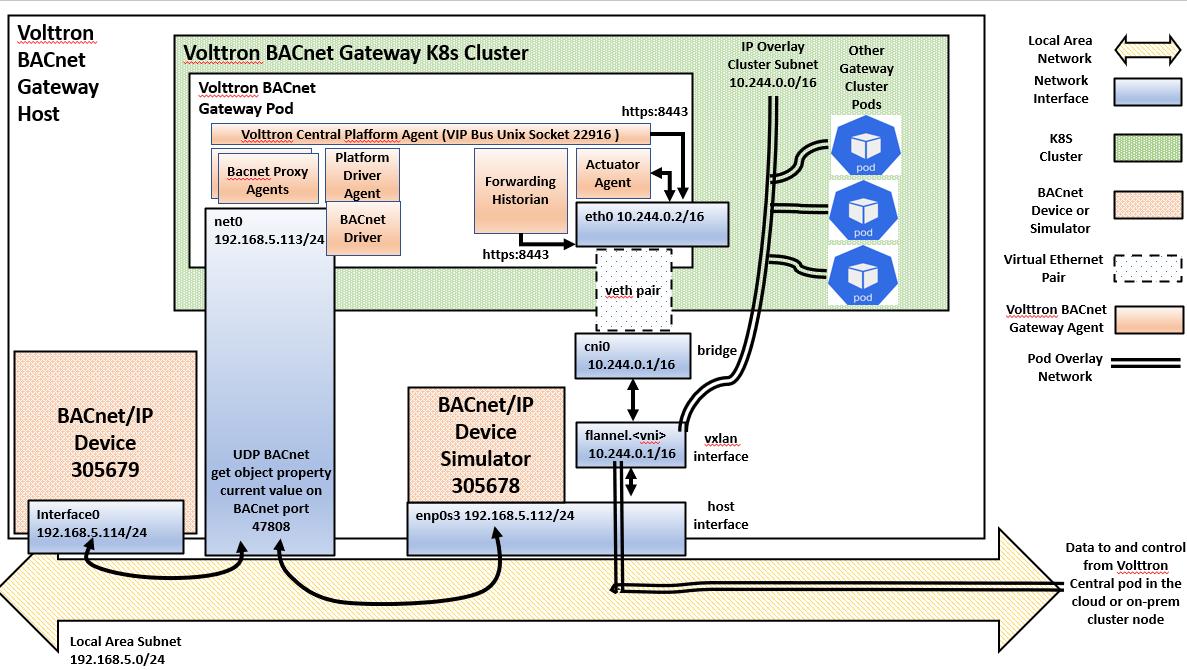 Volttron
BACnet
Gateway
Host
Volttron BACnet Gateway K8s Cluster
Volttron BACnet
Gateway Pod
https:8443
Volttron Central Platform Agent (VIP Bus Unix Socket 22916 )
Bacnet Proxy
Agents
Platform
Driver
Agent
BACnet
Driver
Forwarding
Historian
Actuator
Agent
net0
192.168.5.113/24
eth0 10.244.0.2/16
https:8443
veth pair
cni0
10.244.0.1/16
bridge
flannel.<vni>
10.244.0.1/16
vxlan
interface
host
interface
IP Overlay
Cluster Subnet
10.244.0.0/16
Other
Gateway
Cluster
Pods
pod
pod
pod
BACnet/IP
Device
305679
Interface0
192.168.5.114/24
UDP BACnet
get object property
current value on
BACnet port
47808
BACnet/IP
Device
Simulator
305678
enp0s3 192.168.5.112/24
Local Area Subnet
192.168.5.0/24
Data to and control
from Volttron
Central pod in the
cloud or on-prem
cluster node
Local Area
Network
Network
Interface
K8S
Cluster
BACnet
Device or
Simulator
Virtual Ethernet
Pair
Volttron BACnet
Gateway Agent
Pod Overlay
Network